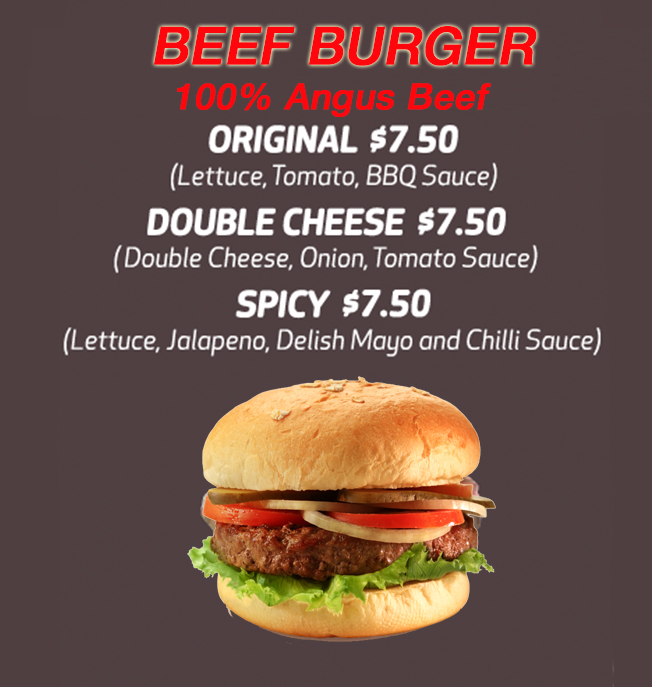 BEEF BURGER
100% Angus Beef
ORIGINAL $7.50
(Lettuce, Tomato, BBQ Sauce)
DOUBLE CHEESE $7.50
(Double Cheese, Onion, Tomato Sauce)
SPICY $7.50
(Lettuce, Jalapeno, Delish Mayo and Chilli Sauce)